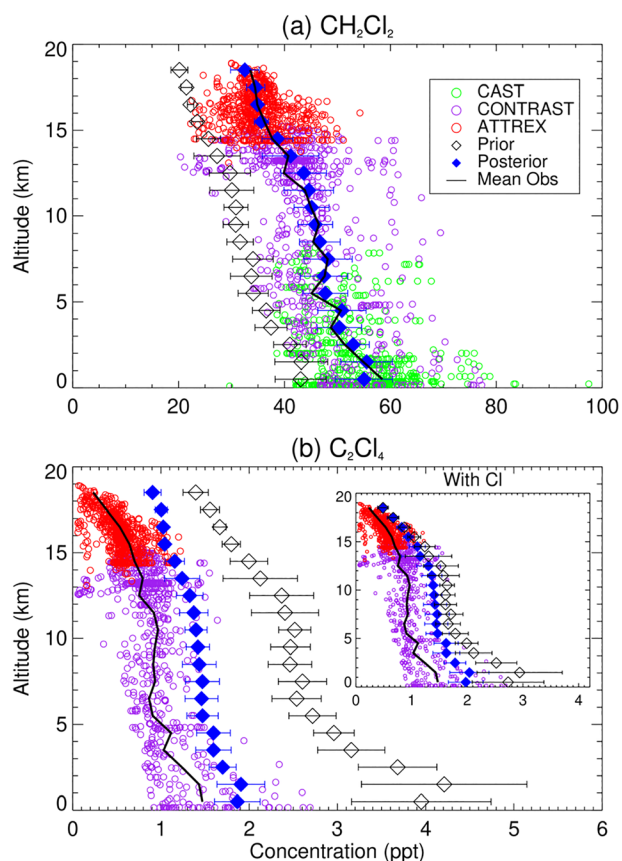 (a) CH₂Cl₂
20
15
10
5
0
Altitude (km)
CAST
CONTRAST
ATTREX
Prior
Posterior
Mean Obs
0 20 40 60 80 100
(b) C₂Cl₄
20
15
10
5
0
Altitude (km)
With Cl
20
15
10
5
0
0 1 2 3 4
0 1 2 3 4 5 6
Concentration (ppt)